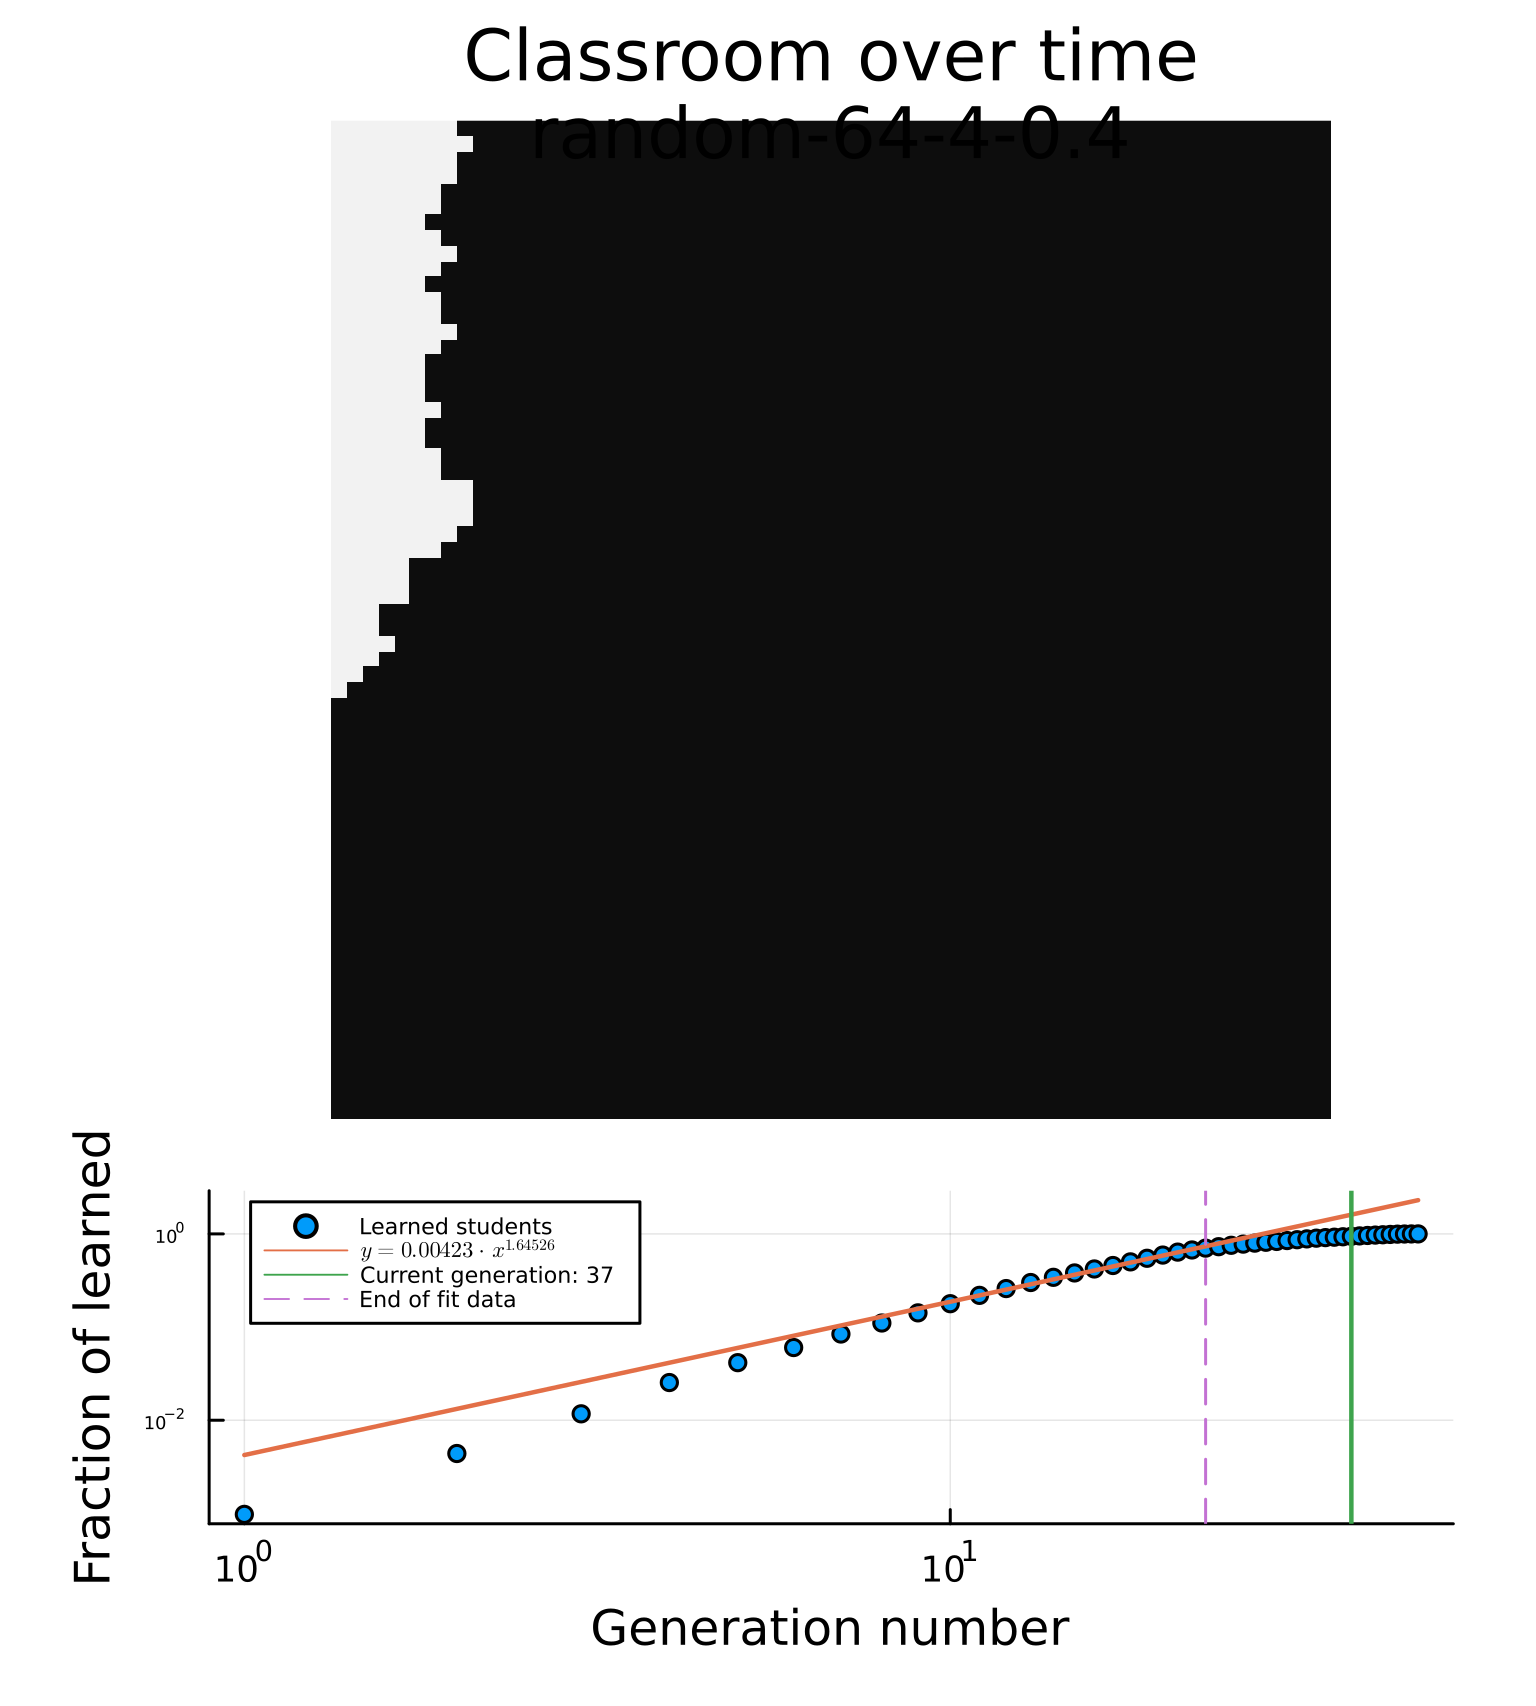 Classroom over time
random-64-4-0.4
Fraction of learned
10^0
10^-2
Learned students
y = 0.00423 · x^1.64526
Current generation: 37
End of fit data
10^0
10^1
Generation number